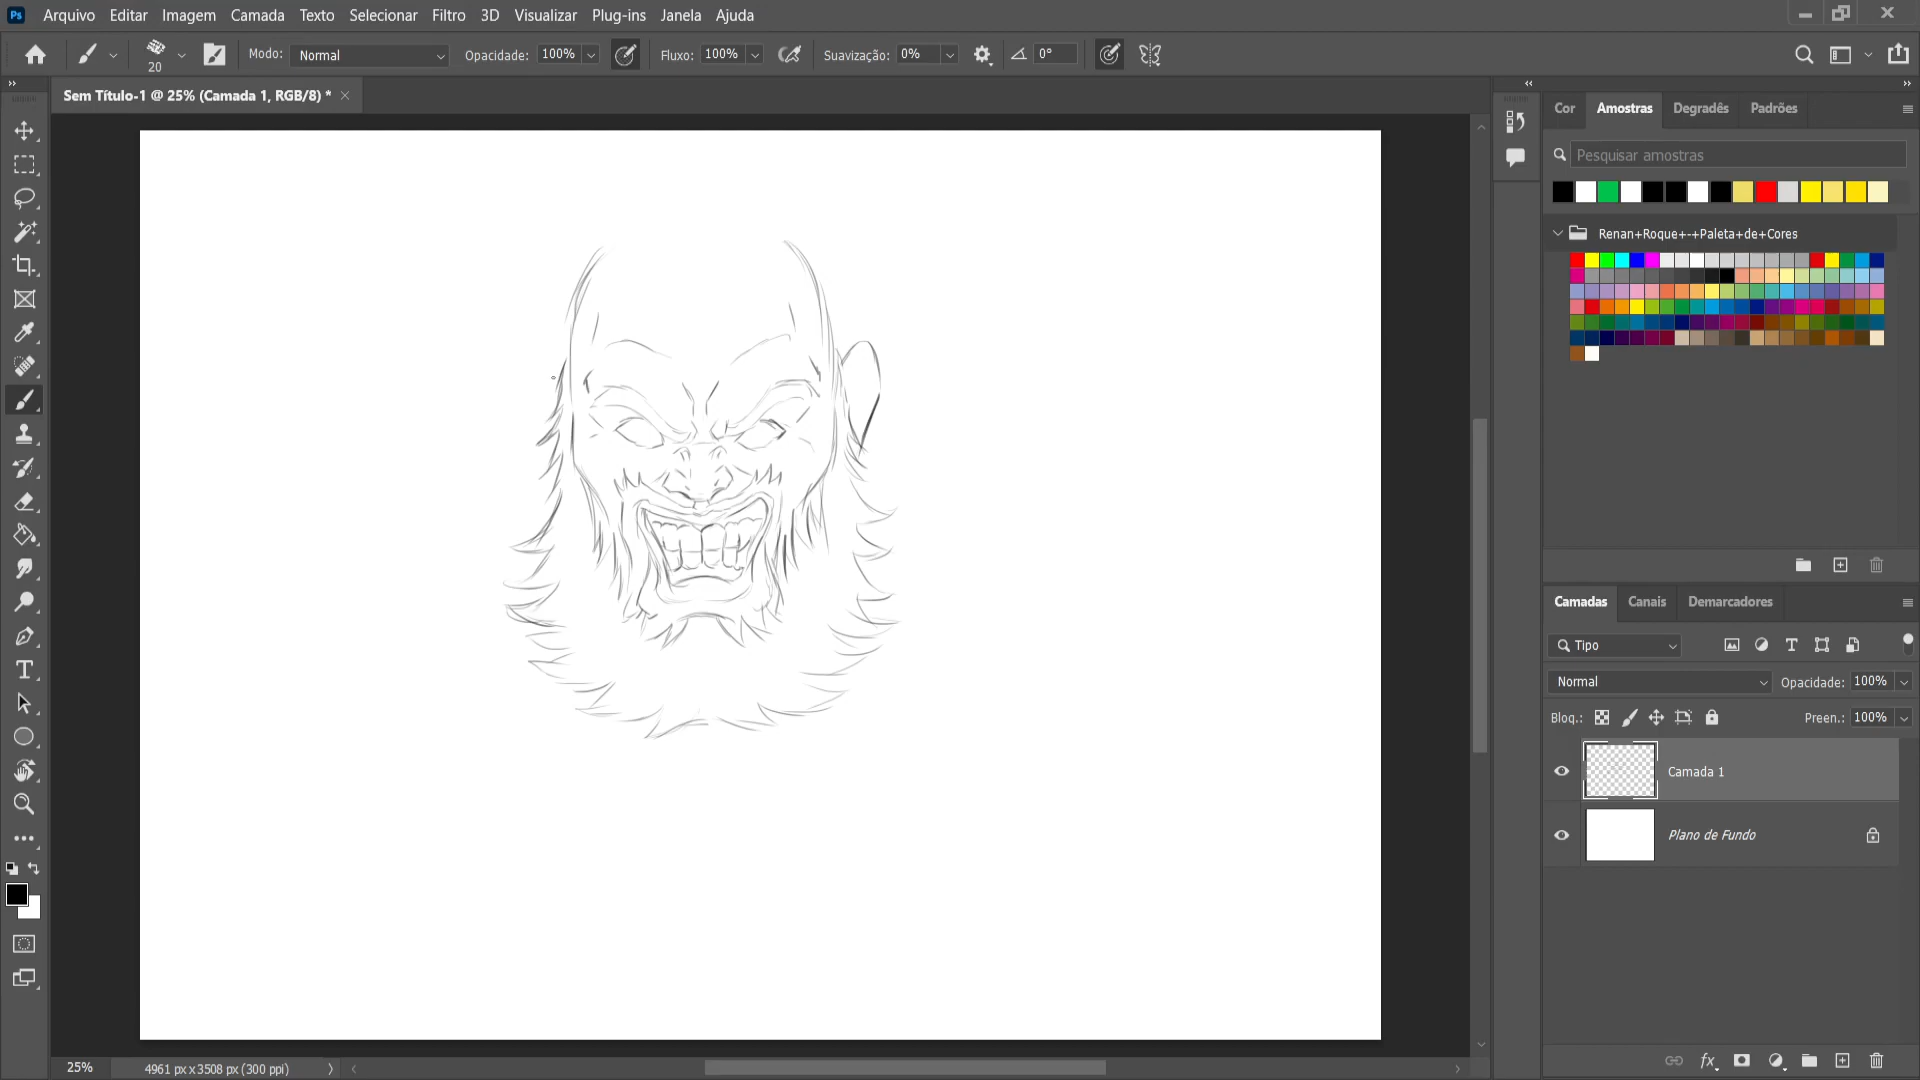 Ps Arquivo Editar Imagem Camada Texto Selecionar Filtro 3D Visualizar Plug-ins Janela Ajuda
20 Modo: Normal Opacidade: 100% Fluxo: 100% Suavização: 0% 0°
Sem Título-1 @ 25% (Camada 1, RGB/8) *
Cor Amostras Degradês Padrões
Pesquisar amostras
Renan+Roque+-+Paleta+de+Cores
Camadas Canais Demarcadores
Tipo
Normal Opacidade: 100%
Bloq.: Preen.: 100%
Camada 1
Plano de Fundo
25% 4961 px x 3508 px (300 ppi)